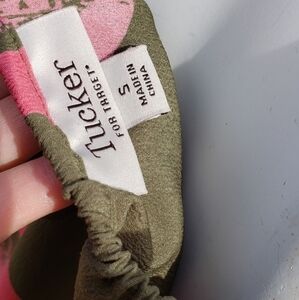 Tucker
FOR TARGET®
S
MADE IN
CHINA